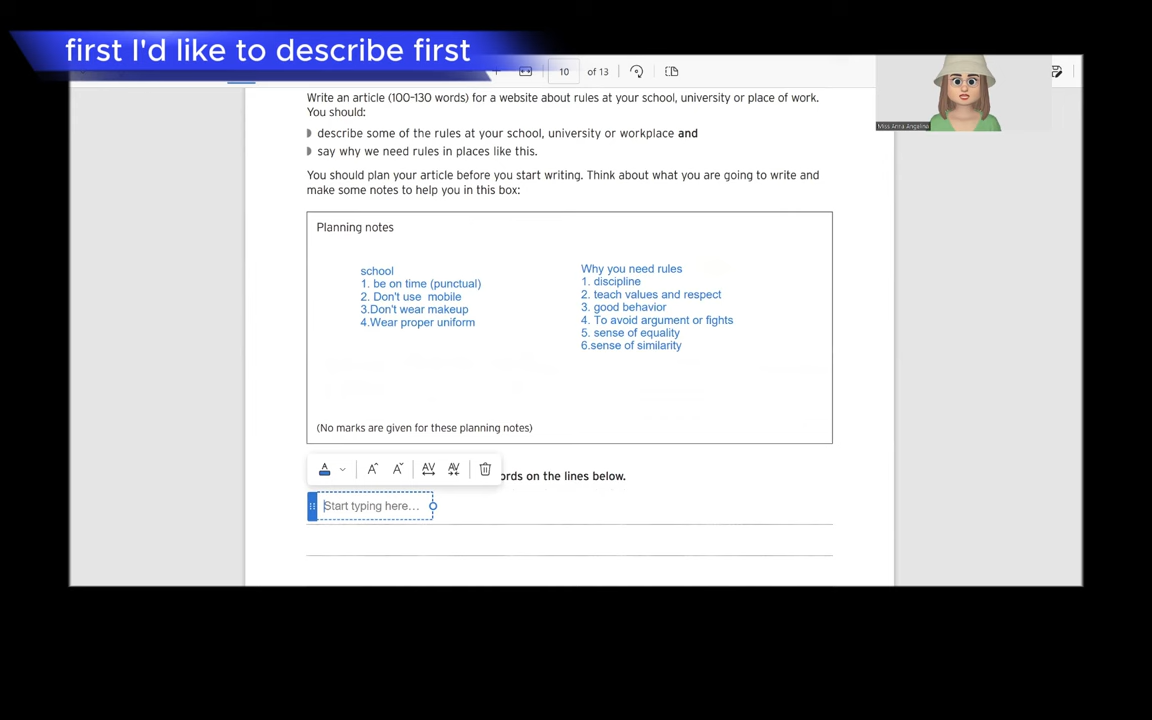 first I'd like to describe first
10 of 13
Miss Anna Angelina
Write an article (100-130 words) for a website about rules at your school, university or place of work.
You should:
describe some of the rules at your school, university or workplace and
say why we need rules in places like this.
You should plan your article before you start writing. Think about what you are going to write and
make some notes to help you in this box:
Planning notes
school
1. be on time (punctual)
2. Don't use mobile
3.Don't wear makeup
4.Wear proper uniform
Why you need rules
1. discipline
2. teach values and respect
3. good behavior
4. To avoid argument or fights
5. sense of equality
6.sense of similarity
(No marks are given for these planning notes)
on the lines below.
Start typing here...